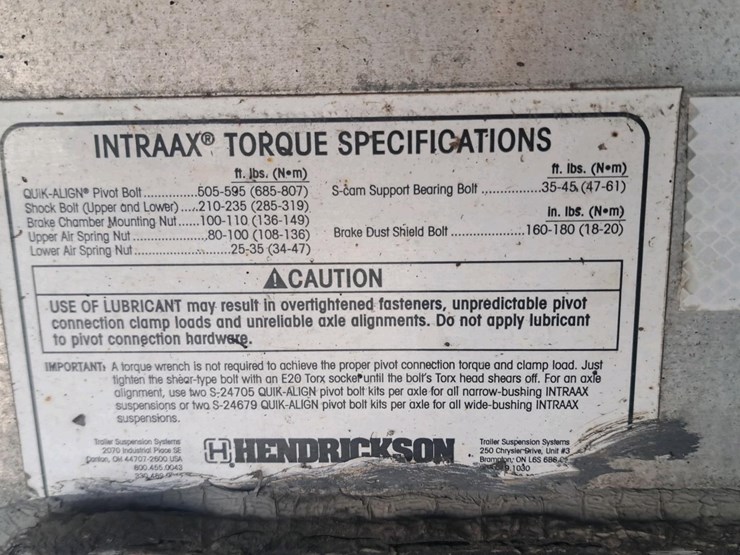 INTRAAX® TORQUE SPECIFICATIONS
ft. lbs. (N•m)
QUIK-ALIGN® Pivot Bolt..............505-595 (685-807)
Shock Bolt (Upper and Lower)....210-235 (285-319)
Brake Chamber Mounting Nut......100-110 (136-149)
Upper Air Spring Nut....................80-100 (108-136)
Lower Air Spring Nut........................25-35 (34-47)
ft. lbs. (N•m)
S-cam Support Bearing Bolt ...............35-45 (47-61)
in. lbs. (N•m)
Brake Dust Shield Bolt ...................160-180 (18-20)
CAUTION
USE OF LUBRICANT may result in overtightened fasteners, unpredictable pivot
connection clamp loads and unreliable axle alignments. Do not apply lubricant
to pivot connection hardware.
IMPORTANT: A torque wrench is not required to achieve the proper pivot connection torque and clamp load. Just
tighten the shear-type bolt with an E20 Torx socket until the bolt's Torx head shears off. For an axle
alignment, use two S-24705 QUIK-ALIGN pivot bolt kits per axle for all narrow-bushing INTRAAX
suspensions or two S-24679 QUIK-ALIGN pivot bolt kits per axle for all wide-bushing INTRAAX
suspensions.
Trailer Suspension Systems
2070 Industrial Place SE
Canton, OH 44707-2600 USA
800.455.0043
H HENDRICKSON
Trailer Suspension Systems
250 Chrysler Drive, Unit #3
Brampton, ON L6S 6B6
1030